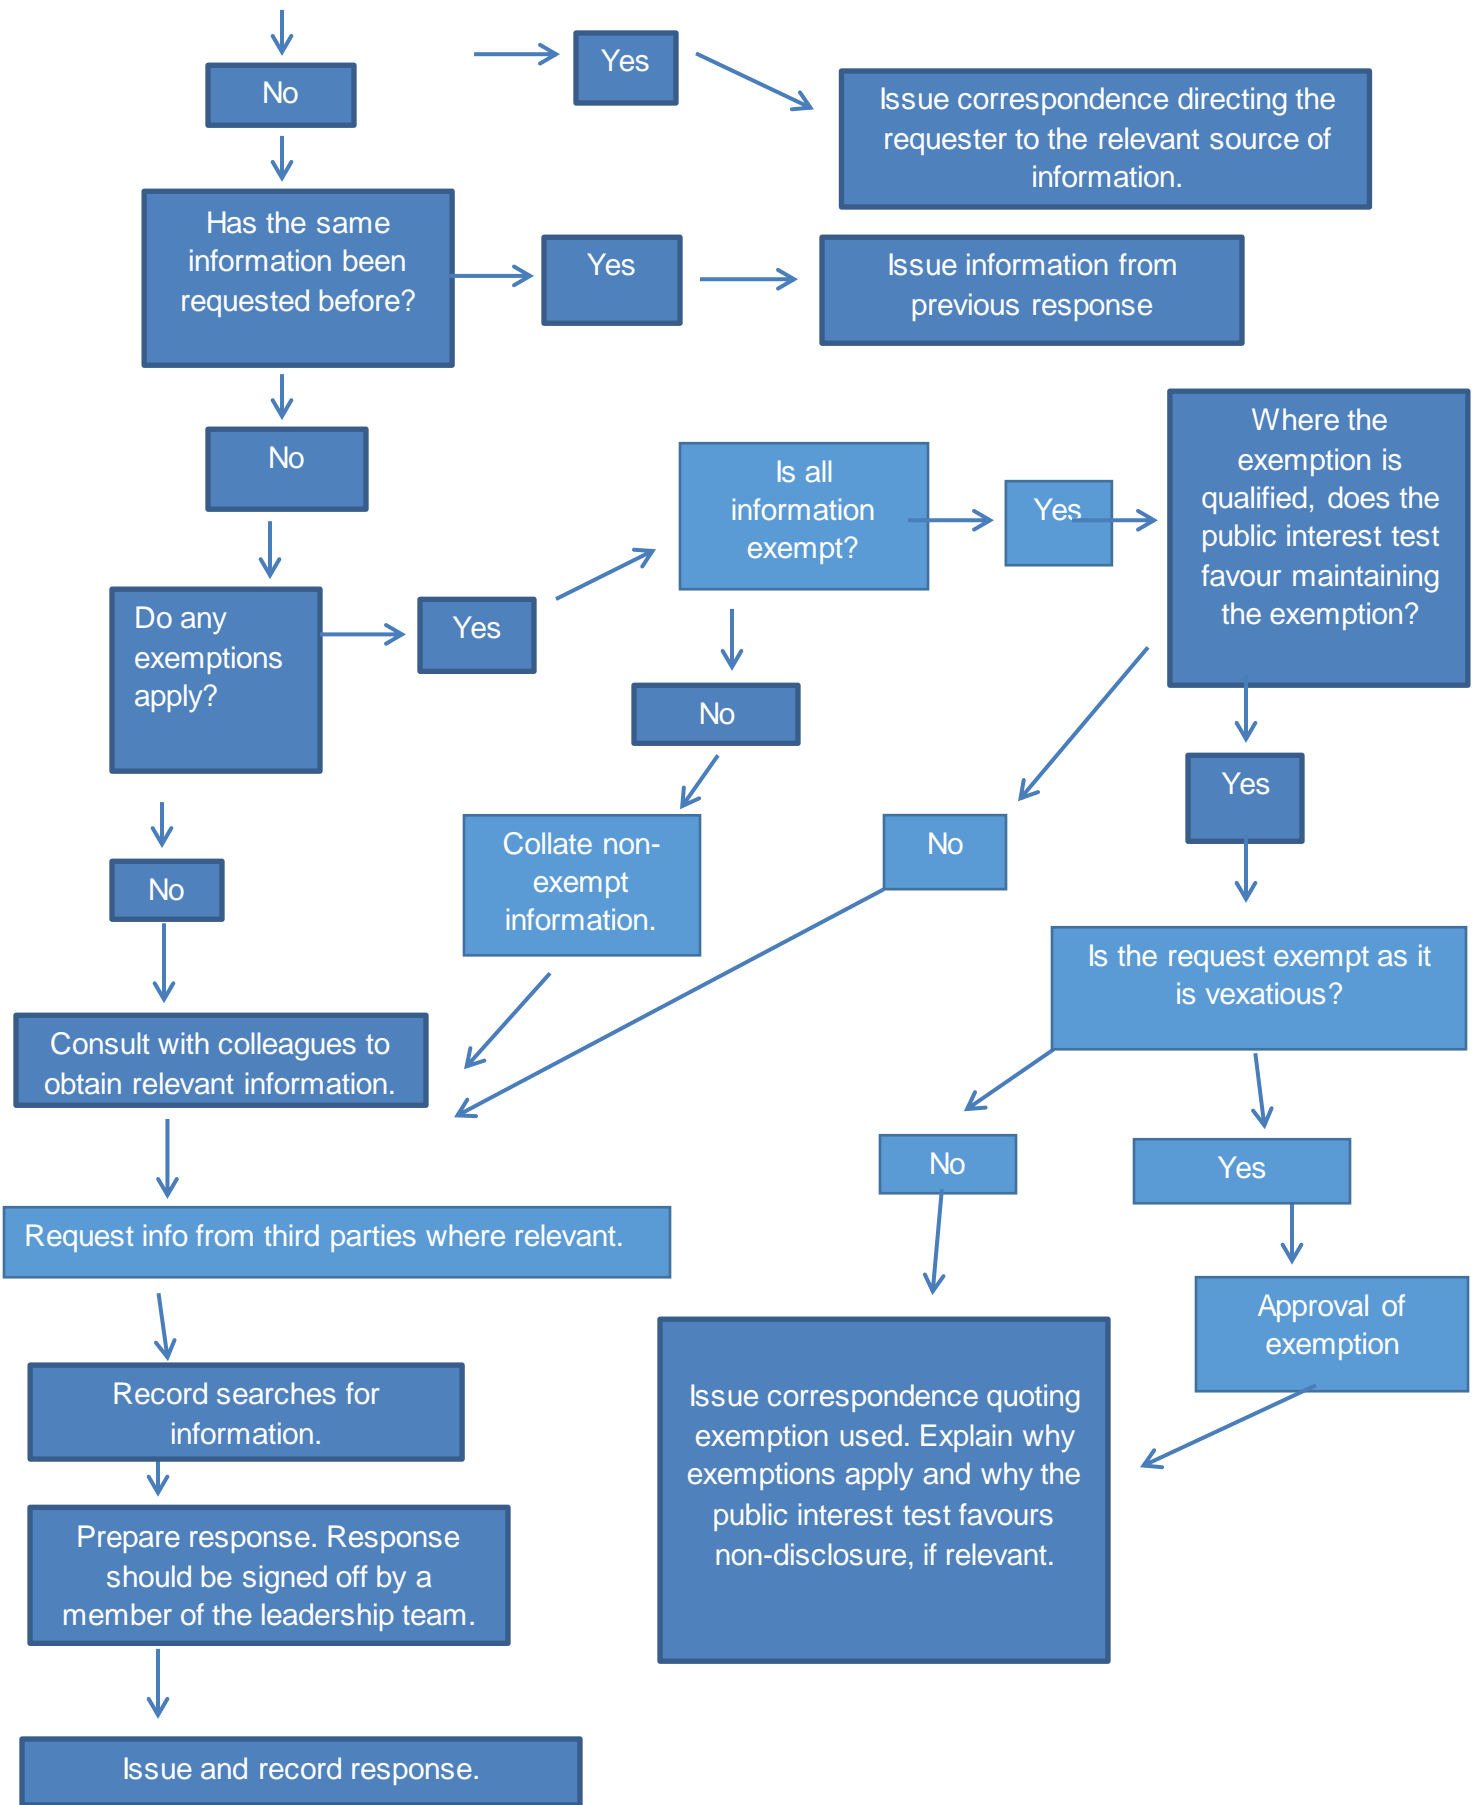 No
Yes
Issue correspondence directing the
requester to the relevant source of
information.
Has the same
information been
requested before?
Yes
Issue information from
previous response
No
Is all
information
exempt?
Yes
Where the
exemption is
qualified, does the
public interest test
favour maintaining
the exemption?
Do any
exemptions
apply?
Yes
No
Yes
No
Collate non-
exempt
information.
No
Is the request exempt as it
is vexatious?
Consult with colleagues to
obtain relevant information.
No
Yes
Request info from third parties where relevant.
Approval of
exemption
Record searches for
information.
Issue correspondence quoting
exemption used. Explain why
exemptions apply and why the
public interest test favours
non-disclosure, if relevant.
Prepare response. Response
should be signed off by a
member of the leadership team.
Issue and record response.